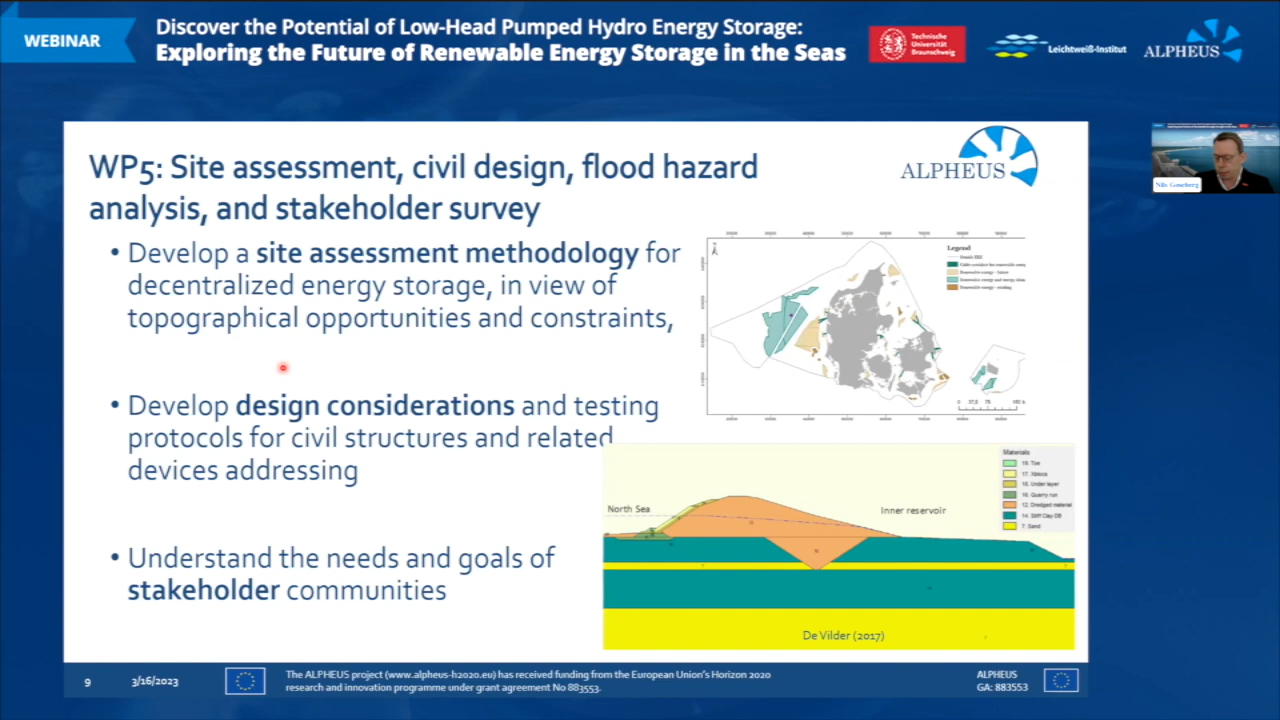 WEBINAR
Discover the Potential of Low-Head Pumped Hydro Energy Storage:
Exploring the Future of Renewable Energy Storage in the Seas
Technische
Universität
Braunschweig
Leichtweiß-Institut
ALPHEUS
Nils Goseberg
WP5: Site assessment, civil design, flood hazard
analysis, and stakeholder survey
ALPHEUS
• Develop a site assessment methodology for
decentralized energy storage, in view of
topographical opportunities and constraints,
• Develop design considerations and testing
protocols for civil structures and related
devices addressing
• Understand the needs and goals of
stakeholder communities
Legend
Materials
19. Toe
17. Xblocs
18. Under layer
16. Quarry run
12. Dredged material
14. Stiff Clay DB
7. Sand
North Sea
Inner reservoir
De Vilder (2017)
9
3/16/2023
The ALPHEUS project (www.alpheus-h2020.eu) has received funding from the European Union's Horizon 2020
research and innovation programme under grant agreement No 883553.
ALPHEUS
GA: 883553